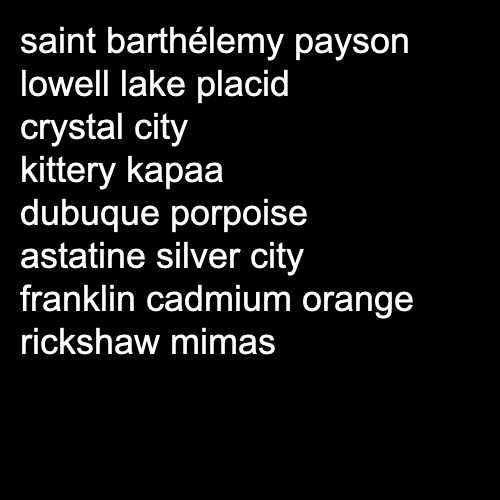 saint barthélemy payson
lowell lake placid
crystal city
kittery kapaa
dubuque porpoise
astatine silver city
franklin cadmium orange
rickshaw mimas